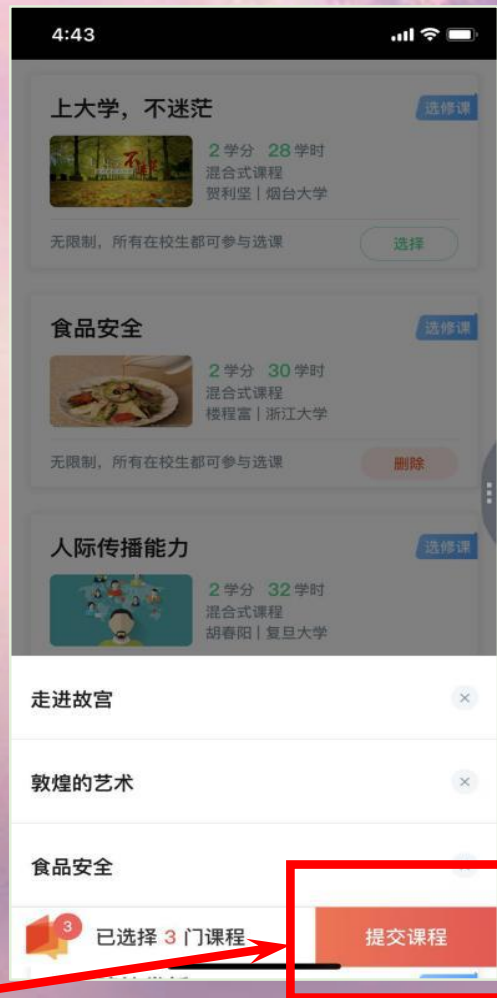 4:43
上大学，不迷茫
选修课
不迷茫
2 学分 28 学时
混合式课程
贺利坚 | 烟台大学
无限制，所有在校生都可参与选课
选择
食品安全
选修课
2 学分 30 学时
混合式课程
楼程富 | 浙江大学
无限制，所有在校生都可参与选课
删除
人际传播能力
选修课
2 学分 32 学时
混合式课程
胡春阳 | 复旦大学
走进故宫
敦煌的艺术
食品安全
3
已选择 3 门课程
提交课程